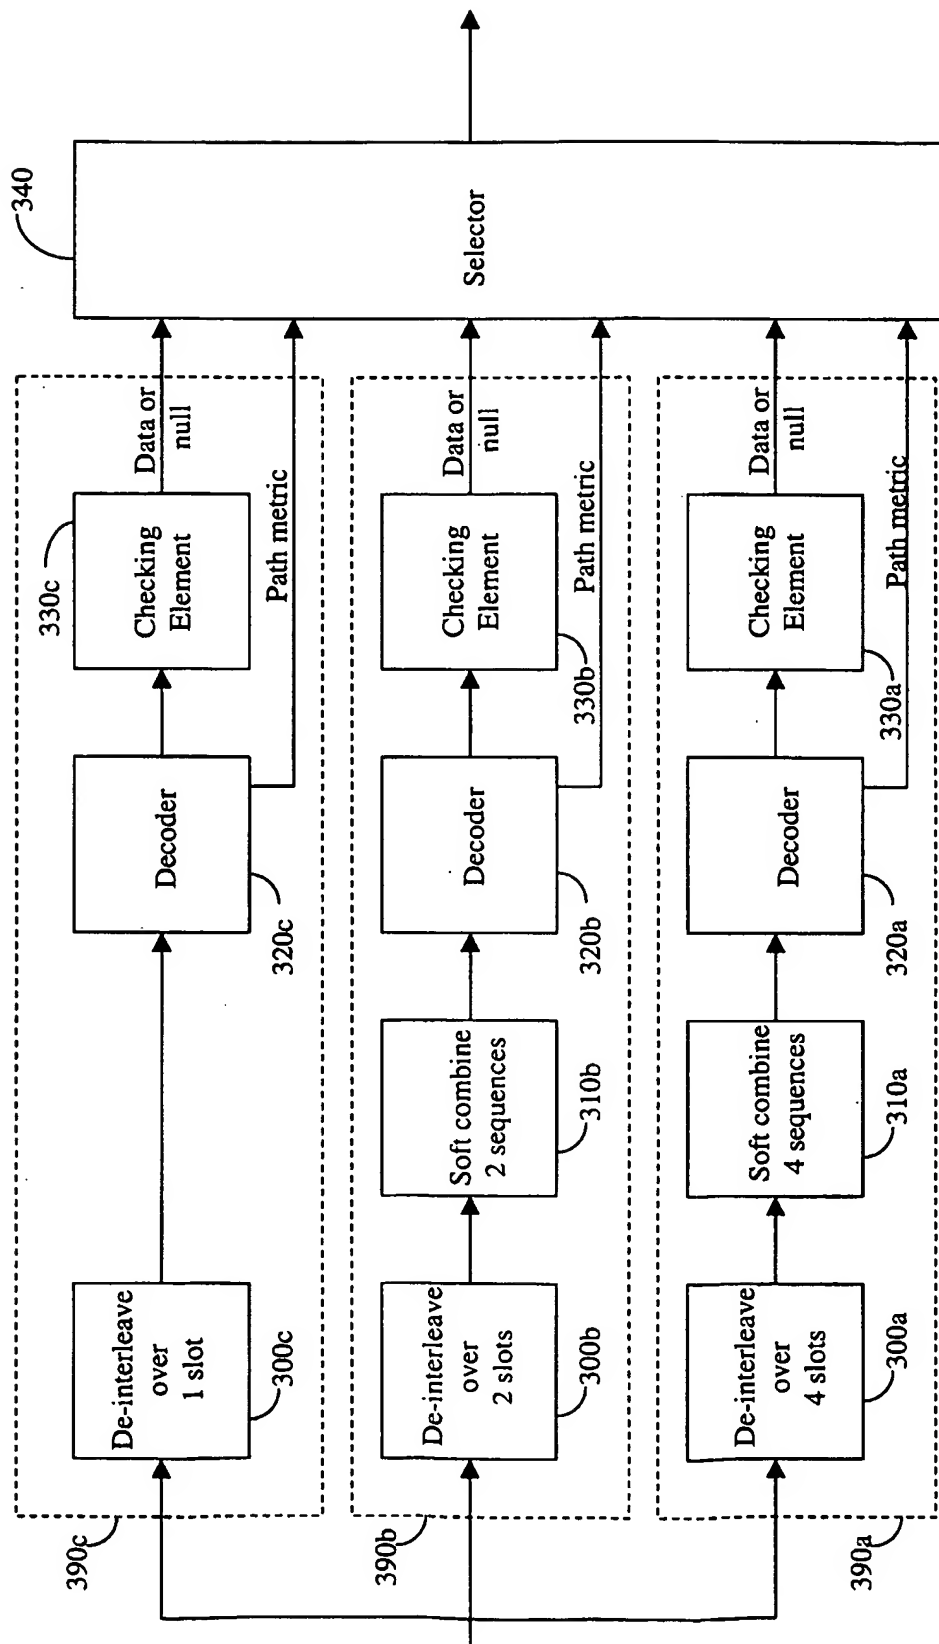 390c
De-interleave
over
1 slot
300c
Decoder
320c
330c
Checking
Element
Data or
null
Path metric
340
Selector
390b
De-interleave
over
2 slots
300b
Soft combine
2 sequences
310b
Decoder
320b
Checking
Element
330b
Data or
null
Path metric
390a
De-interleave
over
4 slots
300a
Soft combine
4 sequences
310a
Decoder
320a
Checking
Element
330a
Data or
null
Path metric